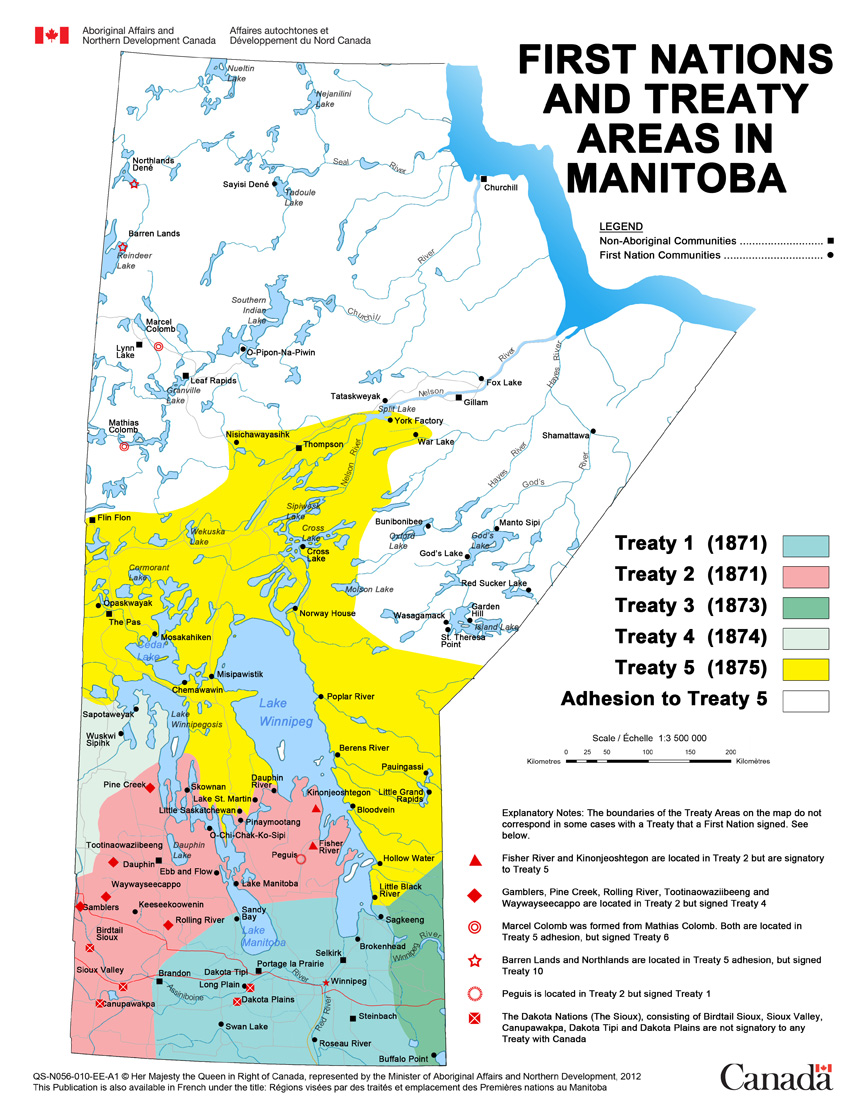 Aboriginal Affairs and
Northern Development Canada
Affaires autochtones et
Développement du Nord Canada
FIRST NATIONS
AND TREATY
AREAS IN
MANITOBA
LEGEND
Non-Aboriginal Communities
First Nation Communities
Nueltin
Lake
Nejanilini
Lake
Northlands
Dené
Seal
River
Sayisi Dené
Tadoule
Lake
Churchill
Barren Lands
Reindeer
Lake
River
Southern
Indian
Lake
Churchill
Marcel
Colomb
Lynn
Lake
O-Pipon-Na-Piwin
River
Hayes River
Leaf Rapids
Granville
Lake
Fox Lake
Tataskweyak
Nelson
Gillam
Split Lake
York Factory
Mathias
Colomb
Nisichawayasihk
Thompson
War Lake
Shamattawa
Nelson River
Hayes
River
God's
River
Flin Flon
Sipiwesk
Lake
Wekuska
Lake
Cross
Lake
Cross
Lake
Bunibonibee
Oxford
Lake
Manto Sipi
God's
Lake
God's Lake
Cormorant
Lake
Molson Lake
Red Sucker Lake
Opaskwayak
The Pas
Norway House
Wasagamack
Garden
Hill
Island Lake
St. Theresa
Point
Mosakahiken
Cedar
Lake
Misipawistik
Chemawawin
Poplar River
Lake
Winnipeg
Sapotaweyak
Lake
Winnipegosis
Wuskwi
Sipihk
Berens River
Pauingassi
Pine Creek
Skownan
Dauphin
River
Lake St. Martin
Kinonjeoshtegon
Little Grand
Rapids
Little Saskatchewan
Bloodvein
Pinaymootang
O-Chi-Chak-Ko-Sipi
Tootinaowaziibeeng
Dauphin
Lake
Dauphin
Peguis
Fisher
River
Hollow Water
Ebb and Flow
Waywayseecappo
Lake Manitoba
Little Black
River
Gamblers
Keeseekoowenin
Rolling River
Sandy
Bay
Sagkeeng
Birdtail
Sioux
Lake
Manitoba
Selkirk
Brokenhead
Winnipeg River
Sioux Valley
Brandon
Dakota Tipi
Portage la Prairie
River
Long Plain
Winnipeg
Assiniboine
Canupawakpa
Dakota Plains
Swan Lake
Red River
Steinbach
Roseau River
Buffalo Point
Treaty 1 (1871)
Treaty 2 (1871)
Treaty 3 (1873)
Treaty 4 (1874)
Treaty 5 (1875)
Adhesion to Treaty 5
Scale / Échelle 1:3 500 000
0 25 50 100 150 200
Kilometres
Kilomètres
Explanatory Notes: The boundaries of the Treaty Areas on the map do not
correspond in some cases with a Treaty that a First Nation signed. See
below.
Fisher River and Kinonjeoshtegon are located in Treaty 2 but are signatory
to Treaty 5
Gamblers, Pine Creek, Rolling River, Tootinaowaziibeeng and
Waywayseecappo are located in Treaty 2 but signed Treaty 4
Marcel Colomb was formed from Mathias Colomb. Both are located in
Treaty 5 adhesion, but signed Treaty 6
Barren Lands and Northlands are located in Treaty 5 adhesion, but signed
Treaty 10
Peguis is located in Treaty 2 but signed Treaty 1
The Dakota Nations (The Sioux), consisting of Birdtail Sioux, Sioux Valley,
Canupawakpa, Dakota Tipi and Dakota Plains are not signatory to any
Treaty with Canada
QS-N056-010-EE-A1 © Her Majesty the Queen in Right of Canada, represented by the Minister of Aboriginal Affairs and Northern Development, 2012
This Publication is also available in French under the title: Régions visées par des traités et emplacement des Premières nations au Manitoba
Canada